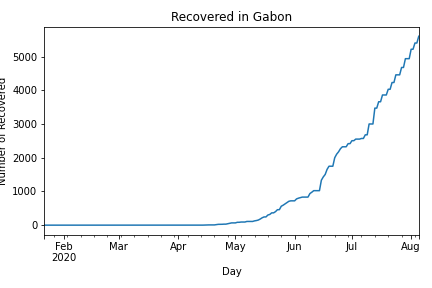 Recovered in Gabon
Number of Recovered
5000
4000
3000
2000
1000
0
Feb
2020
Mar
Apr
May
Jun
Jul
Aug
Day